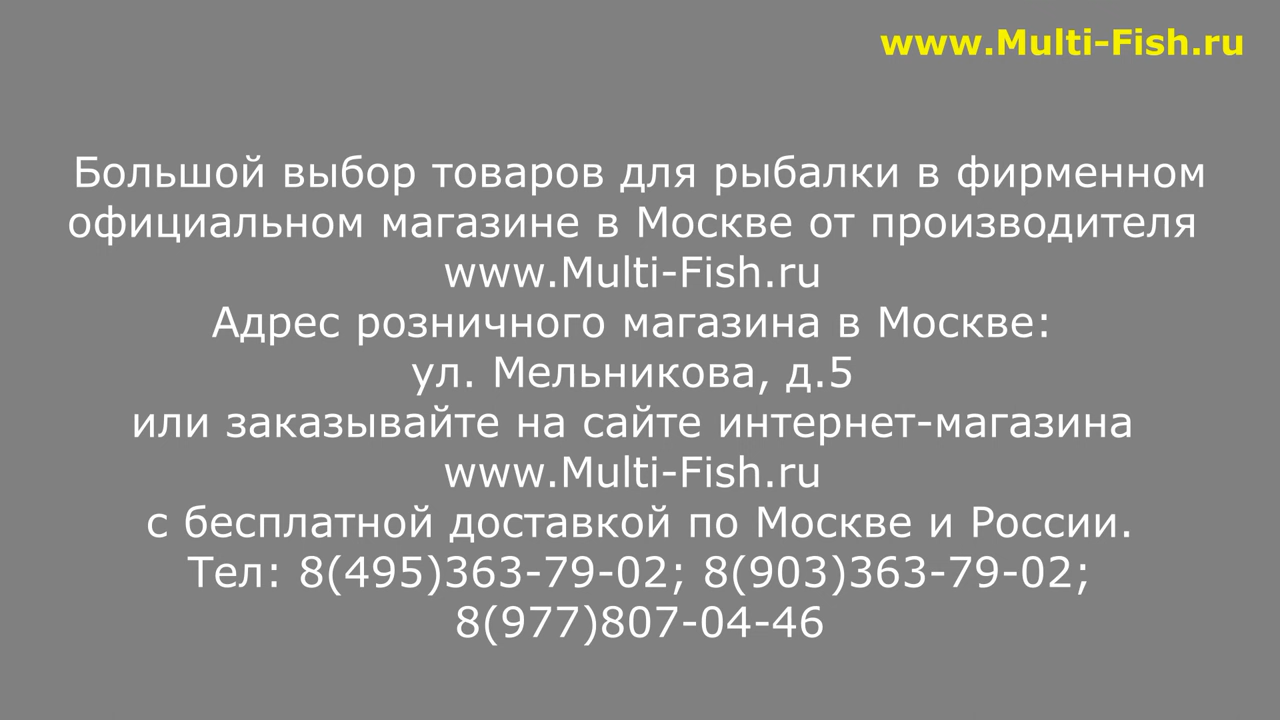 www.Multi-Fish.ru
Большой выбор товаров для рыбалки в фирменном
официальном магазине в Москве от производителя
www.Multi-Fish.ru
Адрес розничного магазина в Москве:
ул. Мельникова, д.5
или заказывайте на сайте интернет-магазина
www.Multi-Fish.ru
с бесплатной доставкой по Москве и России.
Тел: 8(495)363-79-02; 8(903)363-79-02;
8(977)807-04-46